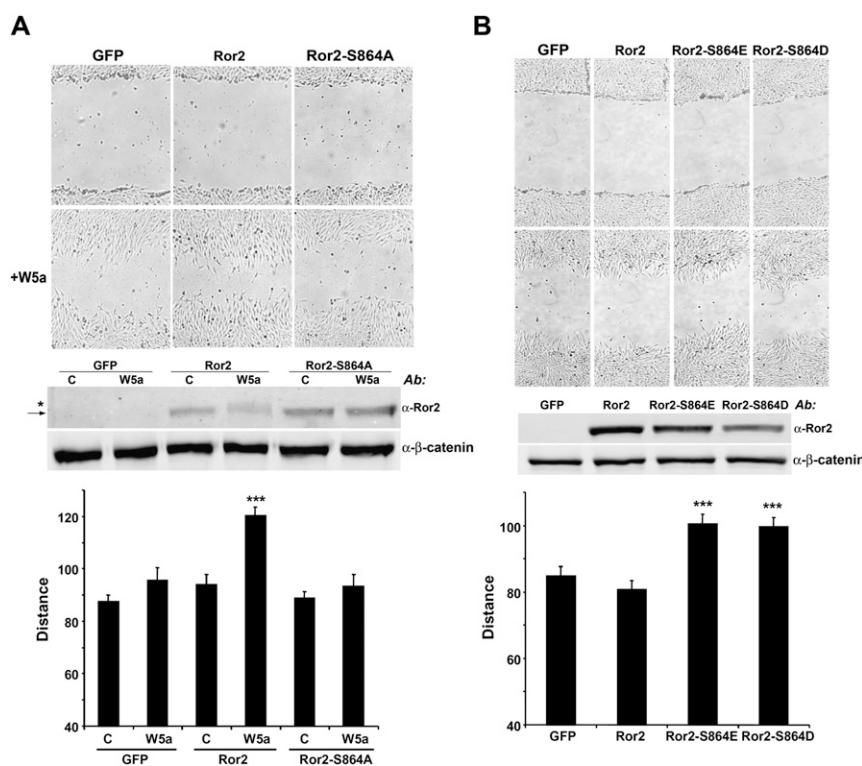 A
GFP Ror2 Ror2-S864A
+W5a
GFP Ror2 Ror2-S864A
C W5a C W5a C W5a Ab:
*
α-Ror2
α-β-catenin
***
120
100
80
60
40
Distance
C W5a C W5a C W5a
GFP Ror2 Ror2-S864A
B
GFP Ror2 Ror2-S864E Ror2-S864D
GFP Ror2 Ror2-S864E Ror2-S864D Ab:
α-Ror2
α-β-catenin
*** ***
100
80
60
40
Distance
GFP Ror2 Ror2-S864E Ror2-S864D